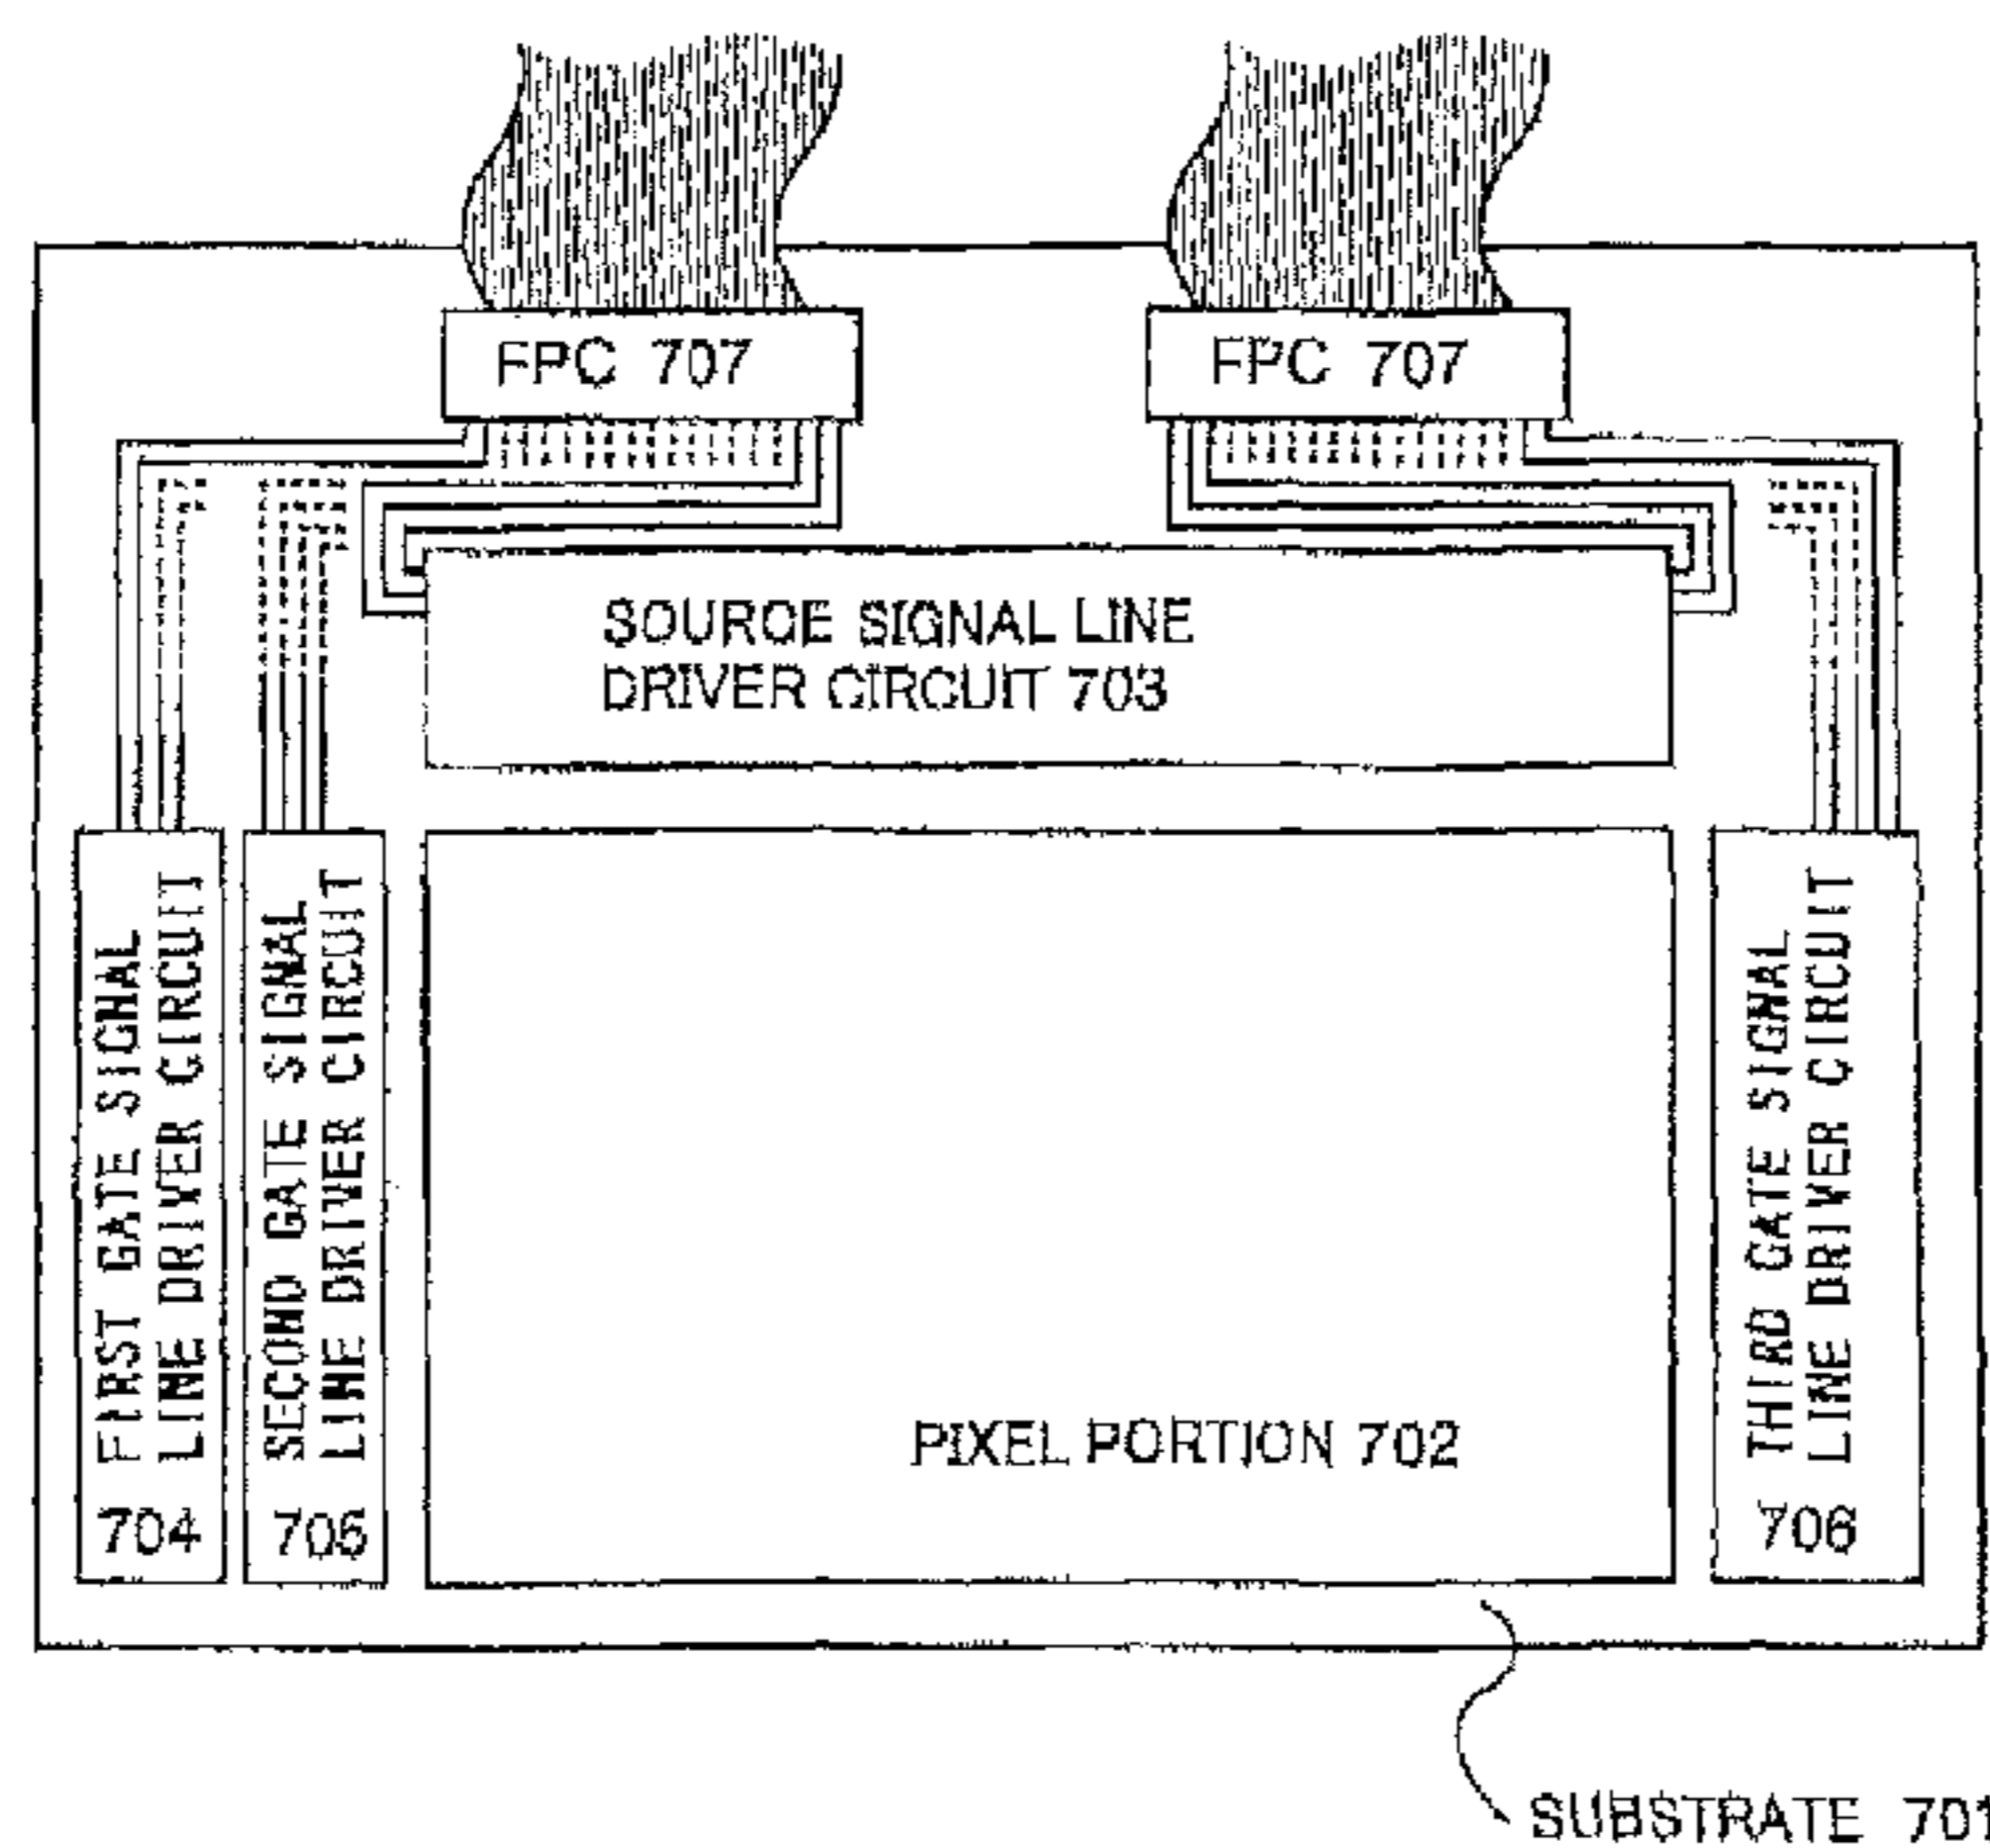 FPC 707
FPC 707
SOURCE SIGNAL LINE
DRIVER CIRCUIT 703
FIRST GATE SIGNAL
LINE DRIVER CIRCUIT
704
SECOND GATE SIGNAL
LINE DRIVER CIRCUIT
705
PIXEL PORTION 702
THIRD GATE SIGNAL
LINE DRIVER CIRCUIT
706
SUBSTRATE 701